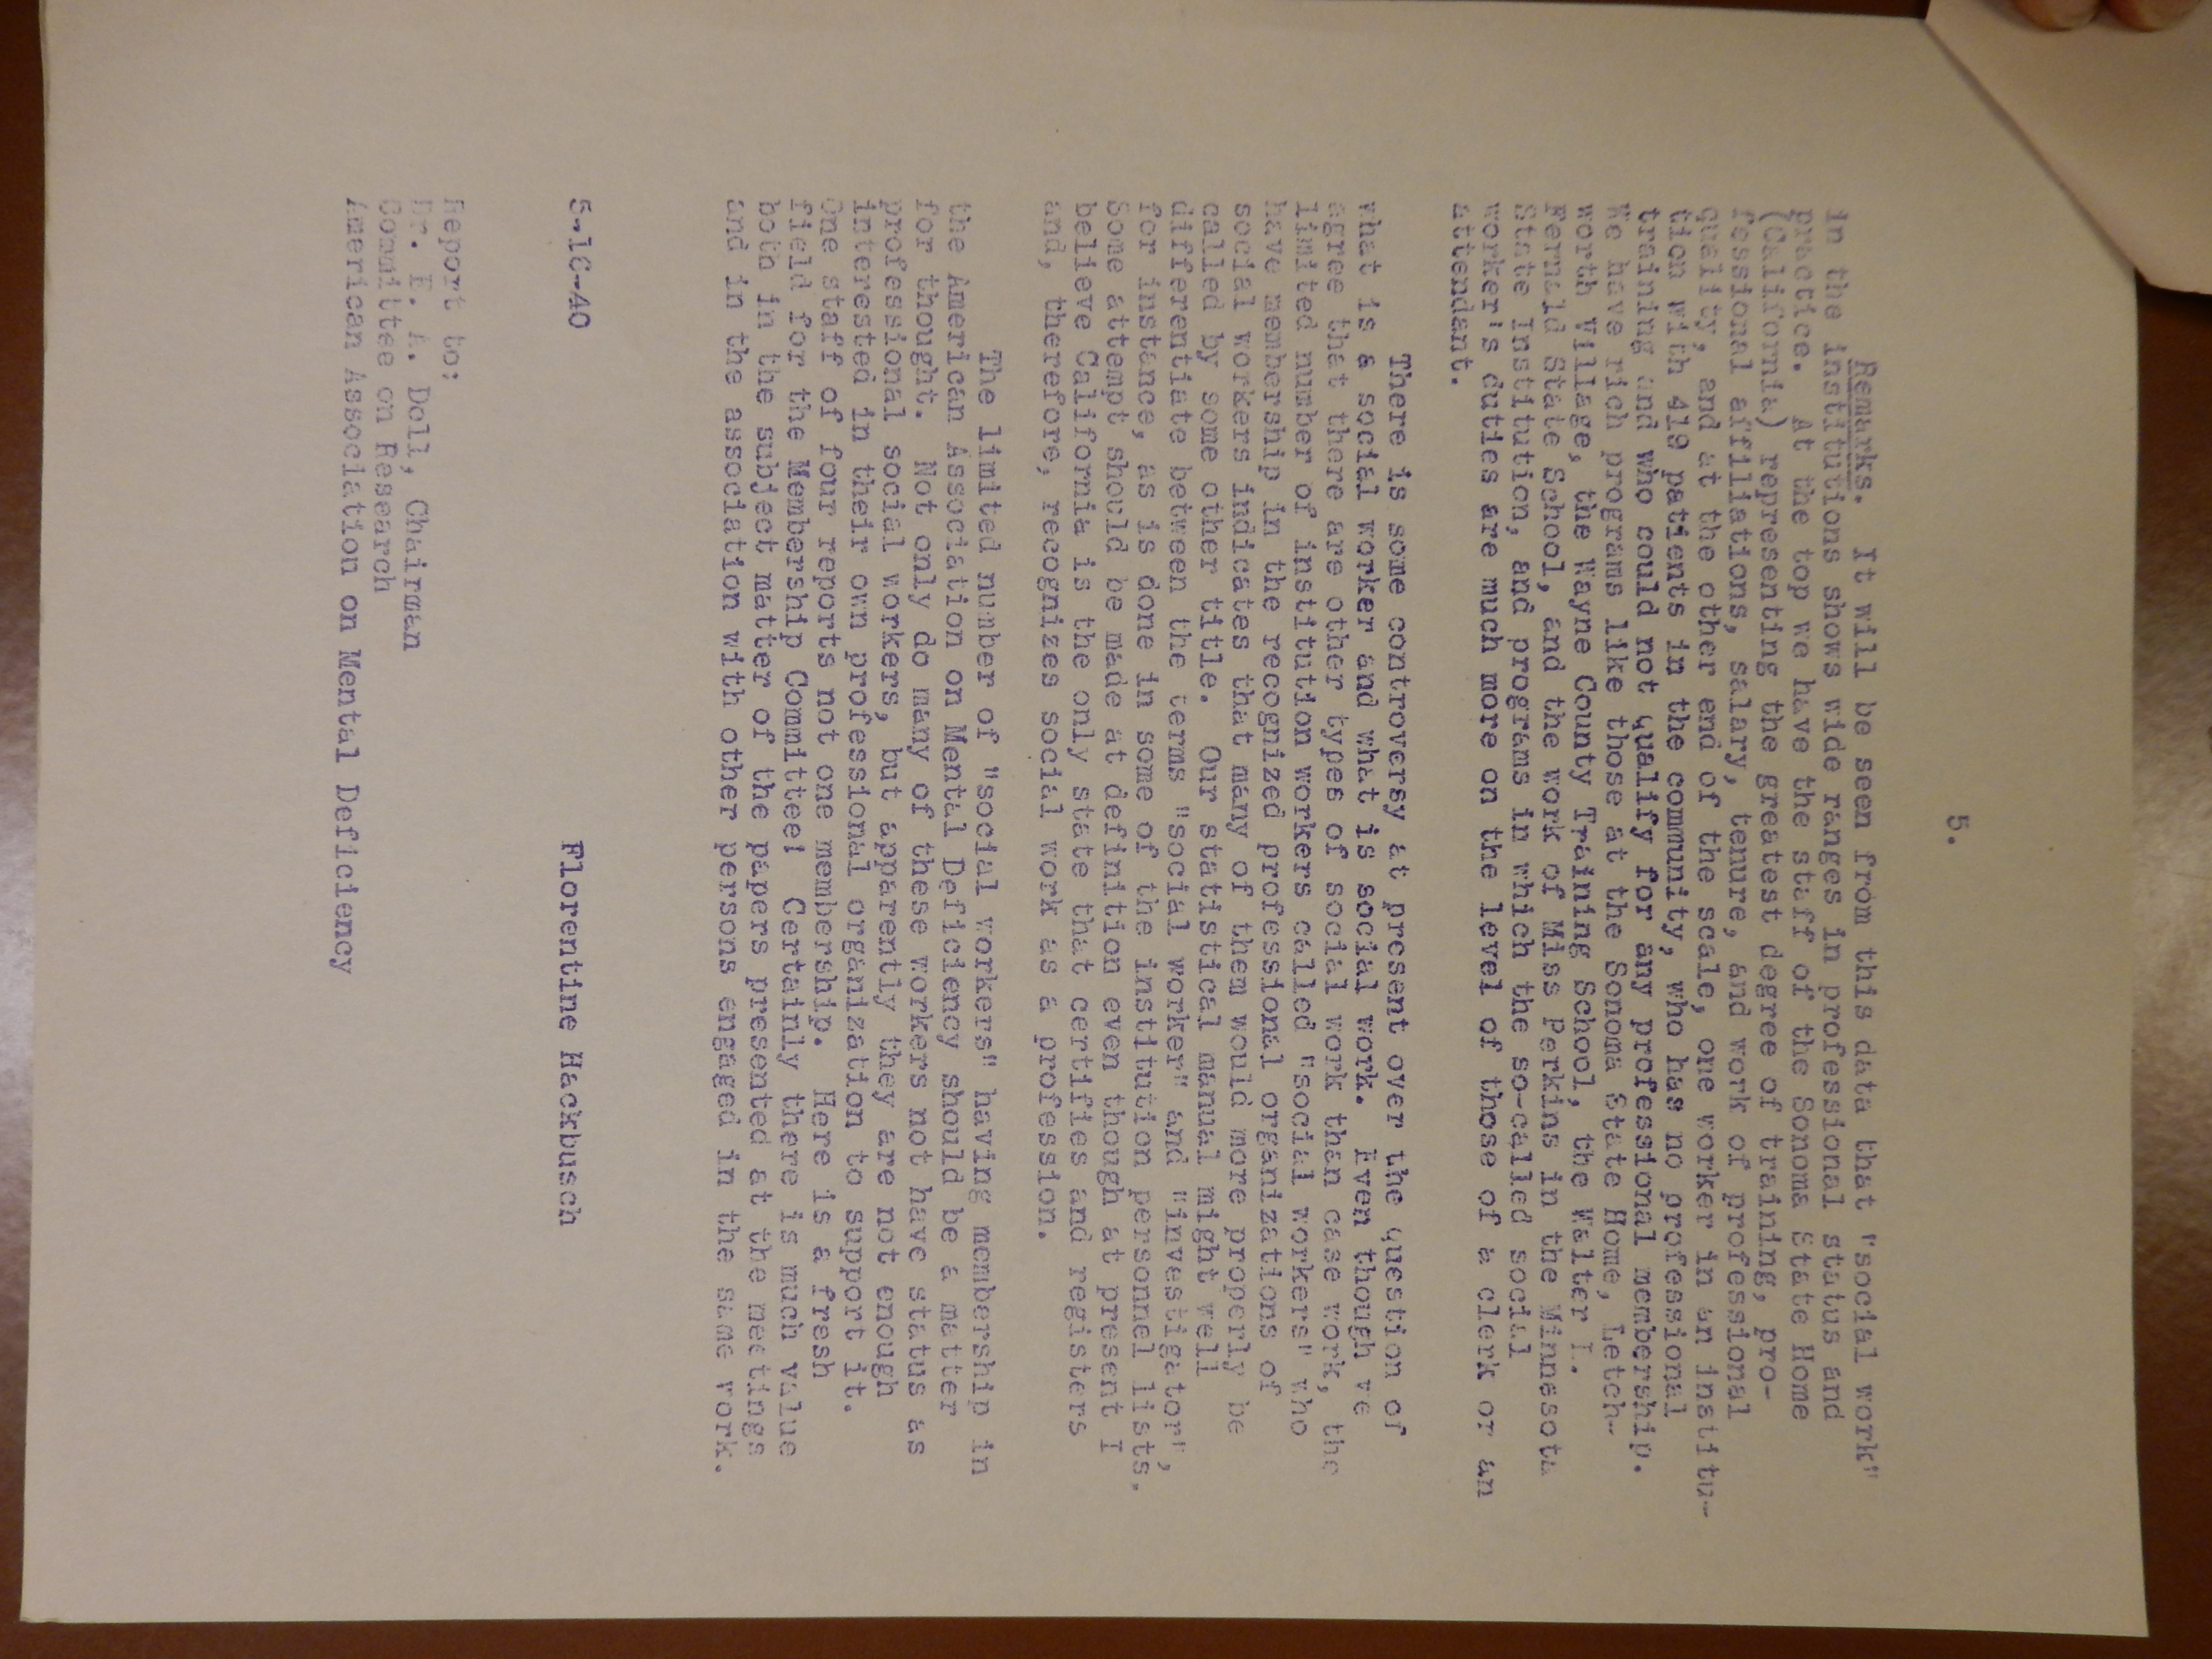 5.
Remarks. It will be seen from this data that "social work"
in the institutions shows wide ranges in professional status and
practice. At the top we have the staff of the Sonoma State Home
(California) representing the greatest degree of training, pro-
fessional affiliations, salary, tenure, and work of professional
quality, and at the other end of the scale, one worker in an institu-
tion with 419 patients in the community, who has no professional
training and who could not qualify for any professional membership.
We have rich programs like those at the Sonoma State Home, Letch-
worth Village, the Wayne County Training School, the Walter E.
Fernald State School, and the work of Miss Perkins in the Minnesota
State Institution, and programs in which the so-called social
worker's duties are much more on the level of those of a clerk or an
attendant.
There is some controversy at present over the question of
what is a social worker and what is social work. Even though we
agree that there are other types of social work than case work, the
limited number of institution workers called "social workers" who
have membership in the recognized professional organizations of
social workers indicates that many of them would more properly be
called by some other title. Our statistical manual might well
differentiate between the terms "social worker" and "investigator",
for instance, as is done in some of the institution personnel lists.
Some attempt should be made at definition even though at present I
believe California is the only state that certifies and registers
and, therefore, recognizes social work as a profession.
The limited number of "social workers" having membership in
the American Association on Mental Deficiency should be a matter
for thought. Not only do many of these workers not have status as
professional social workers, but apparently they are not enough
interested in their own professional organization to support it.
One staff of four reports not one membership. Here is a fresh
field for the Membership Committee! Certainly there is much value
both in the subject matter of the papers presented at the meetings
and in the association with other persons engaged in the same work.
5-10-40 Florentine Hackbusch
Report to:
Dr. E. A. Doll, Chairman
Committee on Research
American Association on Mental Deficiency